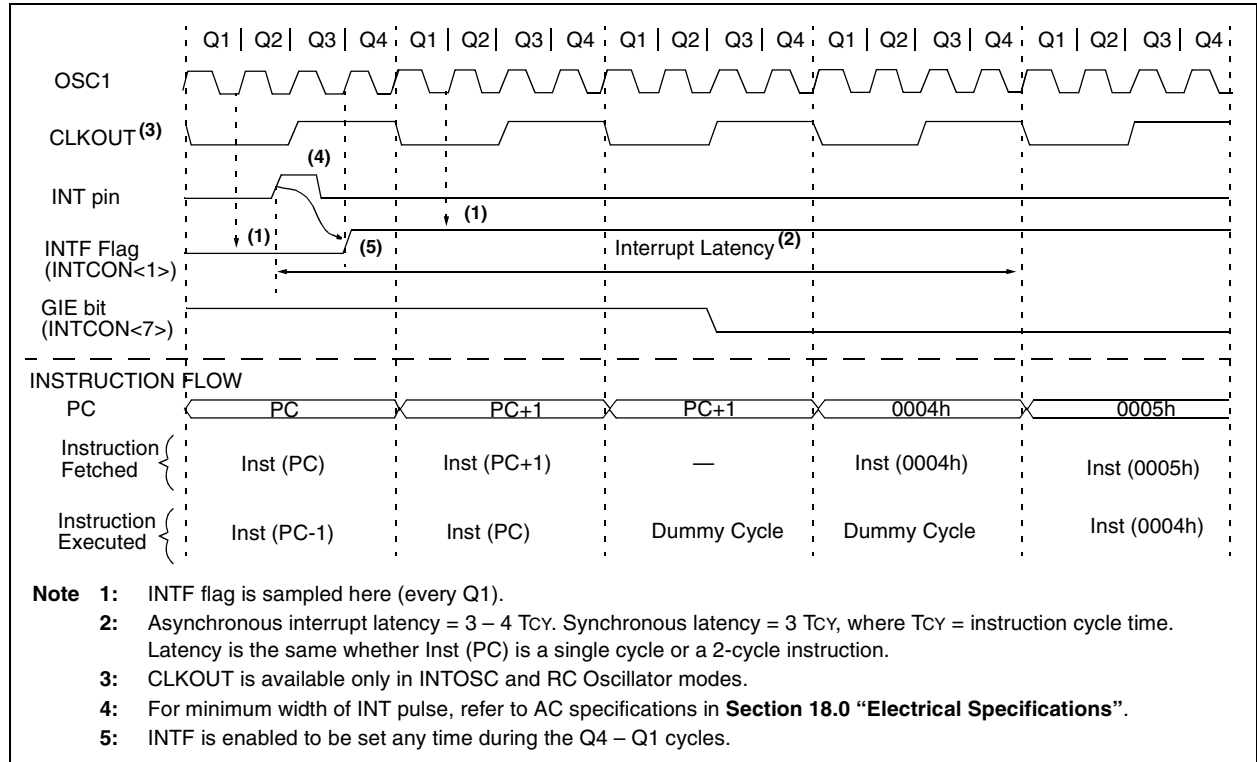 Q1 | Q2 | Q3 | Q4 Q1 | Q2 | Q3 | Q4 Q1 | Q2 | Q3 | Q4 Q1 | Q2 | Q3 | Q4 Q1 | Q2 | Q3 | Q4
OSC1
CLKOUT(3)
(4)
INT pin
(1)
(1)
(5)
INTF Flag
(INTCON<1>)
Interrupt Latency(2)
GIE bit
(INTCON<7>)
INSTRUCTION FLOW
PC PC PC+1 PC+1 0004h 0005h
Instruction
Fetched
Inst (PC) Inst (PC+1) — Inst (0004h) Inst (0005h)
Instruction
Executed
Inst (PC-1) Inst (PC) Dummy Cycle Dummy Cycle Inst (0004h)
Note 1: INTF flag is sampled here (every Q1).
2: Asynchronous interrupt latency = 3 – 4 TCY. Synchronous latency = 3 TCY, where TCY = instruction cycle time.
Latency is the same whether Inst (PC) is a single cycle or a 2-cycle instruction.
3: CLKOUT is available only in INTOSC and RC Oscillator modes.
4: For minimum width of INT pulse, refer to AC specifications in Section 18.0 “Electrical Specifications”.
5: INTF is enabled to be set any time during the Q4 – Q1 cycles.